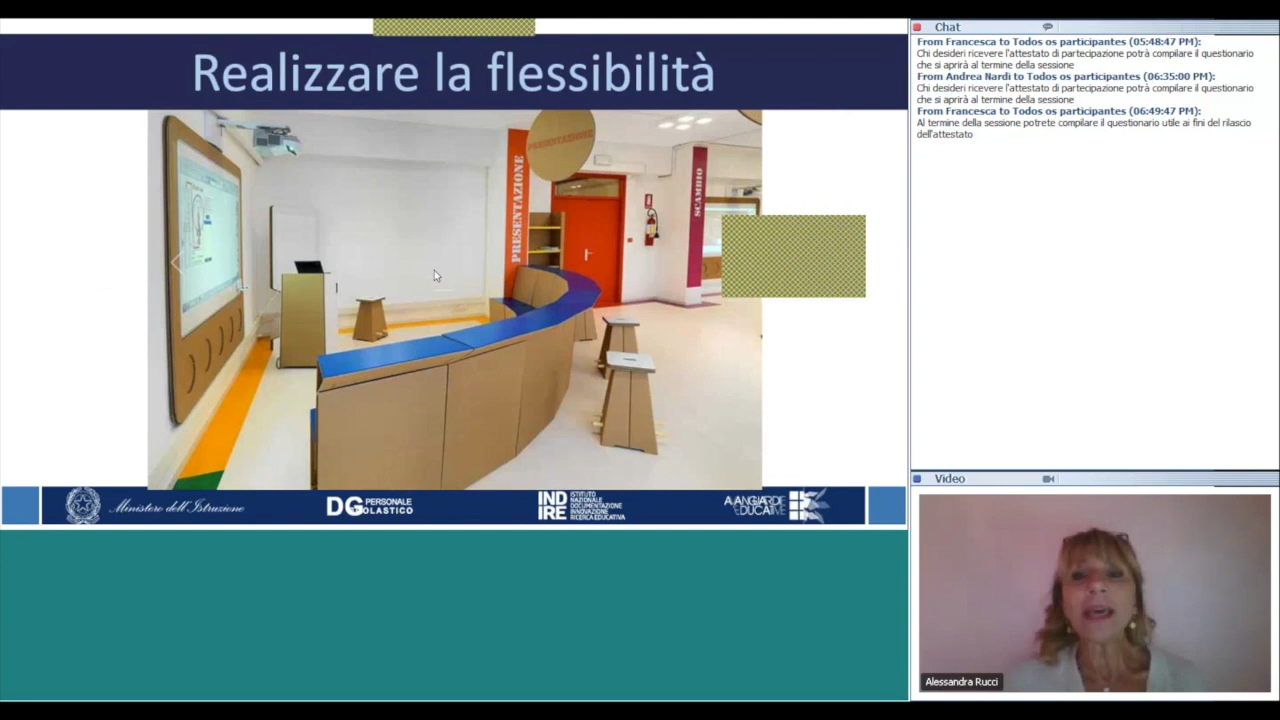 Realizzare la flessibilità
PRESENTAZIONE
PRESENTAZIONE
SCAMBIO
Ministero dell'Istruzione
DG PERSONALE
SCOLASTICO
INDIRE
ISTITUTO
NAZIONALE
DOCUMENTAZIONE
INNOVAZIONE
RICERCA EDUCATIVA
AVANGUARDIE
EDUCATIVE
Chat
From Francesca to Todos os participantes (05:48:47 PM):
Chi desideri ricevere l'attestato di partecipazione potrà compilare il questionario
che si aprirà al termine della sessione
From Andrea Nardi to Todos os participantes (06:35:00 PM):
Chi desideri ricevere l'attestato di partecipazione potrà compilare il questionario
che si aprirà al termine della sessione
From Francesca to Todos os participantes (06:49:47 PM):
Al termine della sessione potrete compilare il questionario utile ai fini del rilascio
dell'attestato
Video
Alessandra Rucci